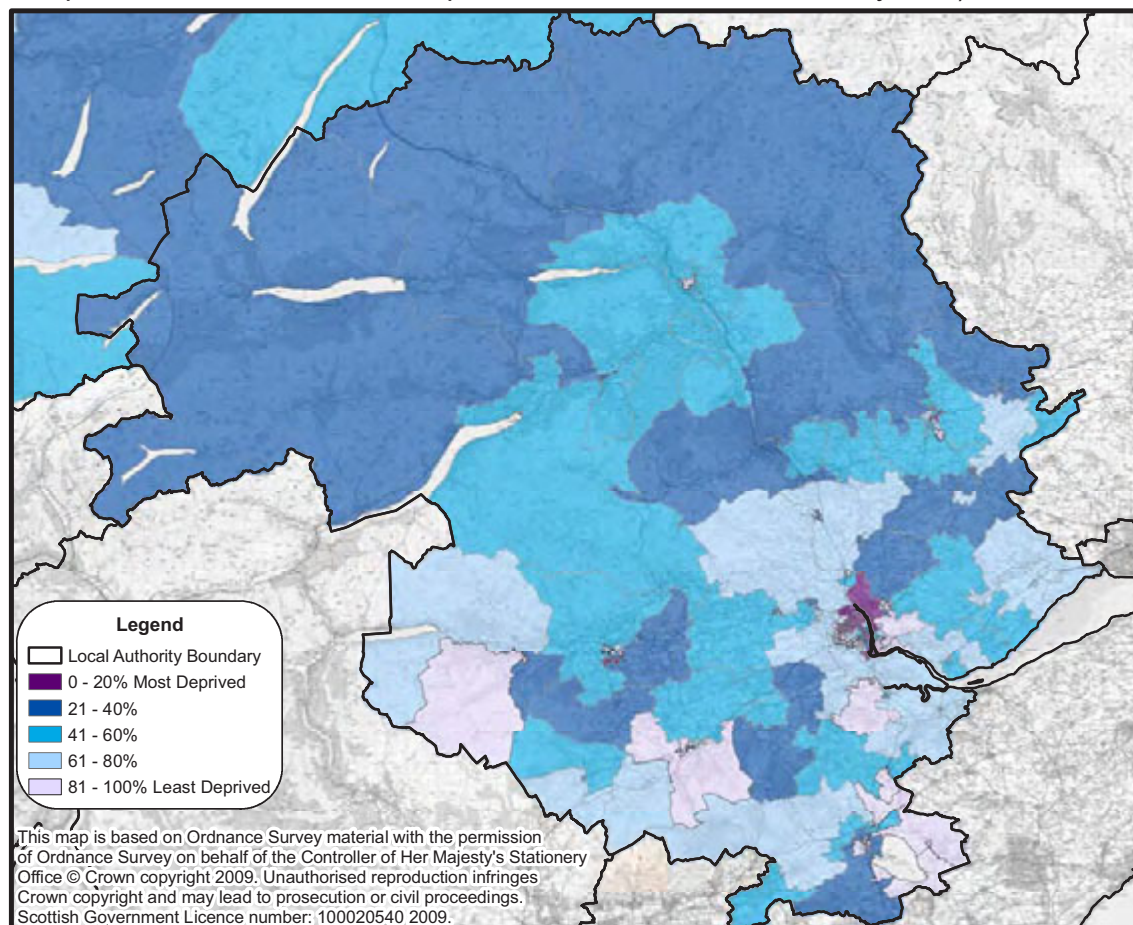 Legend
Local Authority Boundary
0 - 20% Most Deprived
21 - 40%
41 - 60%
61 - 80%
81 - 100% Least Deprived
This map is based on Ordnance Survey material with the permission
of Ordnance Survey on behalf of the Controller of Her Majesty's Stationery
Office © Crown copyright 2009. Unauthorised reproduction infringes
Crown copyright and may lead to prosecution or civil proceedings.
Scottish Government Licence number: 100020540 2009.